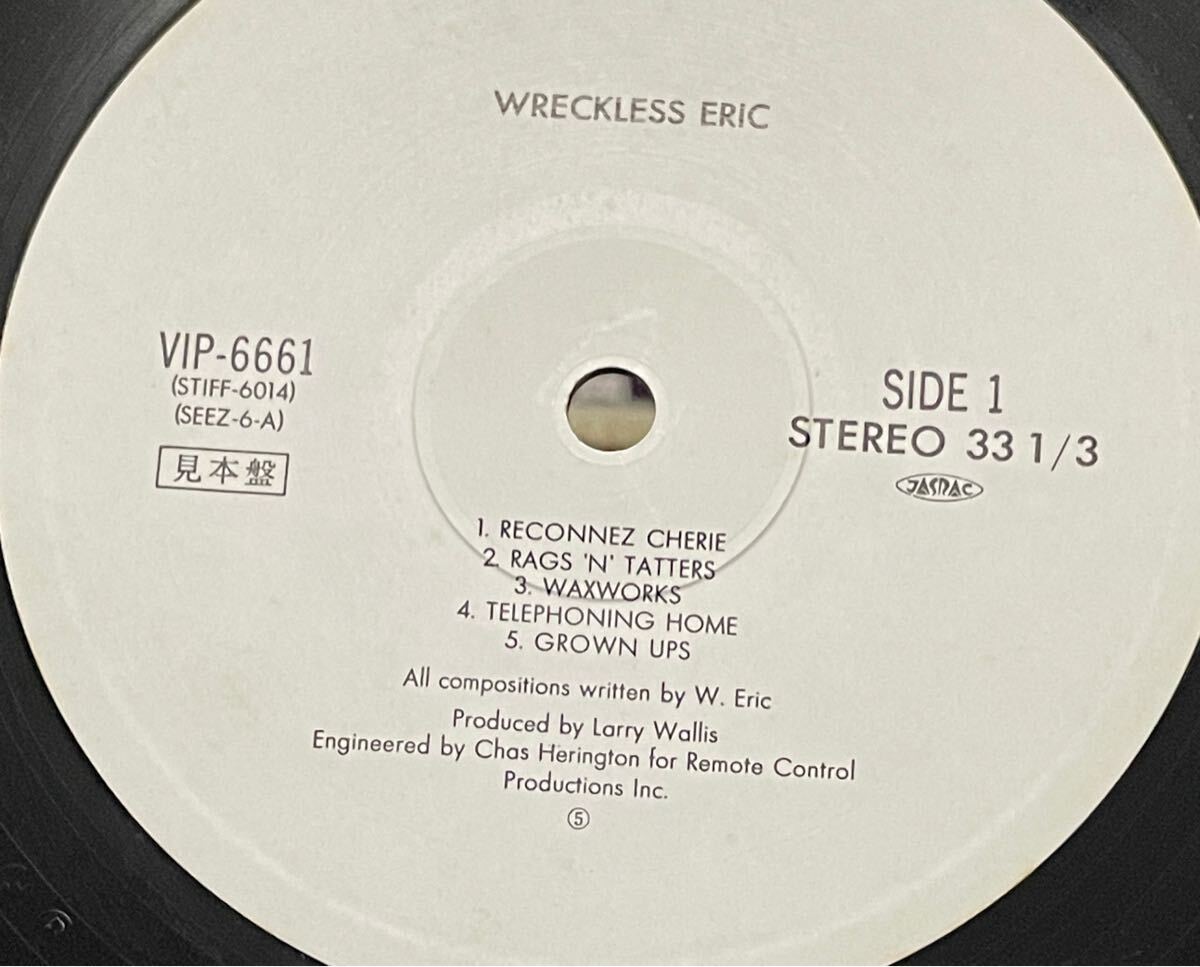 WRECKLESS ERIC
VIP-6661
(STIFF-6014)
(SEEZ-6-A)
見本盤
SIDE 1
STEREO 33 1/3
JASRAC
1. RECONNEZ CHERIE
2. RAGS 'N' TATTERS
3. WAXWORKS
4. TELEPHONING HOME
5. GROWN UPS
All compositions written by W. Eric
Produced by Larry Wallis
Engineered by Chas Herington for Remote Control
Productions Inc.
⑤